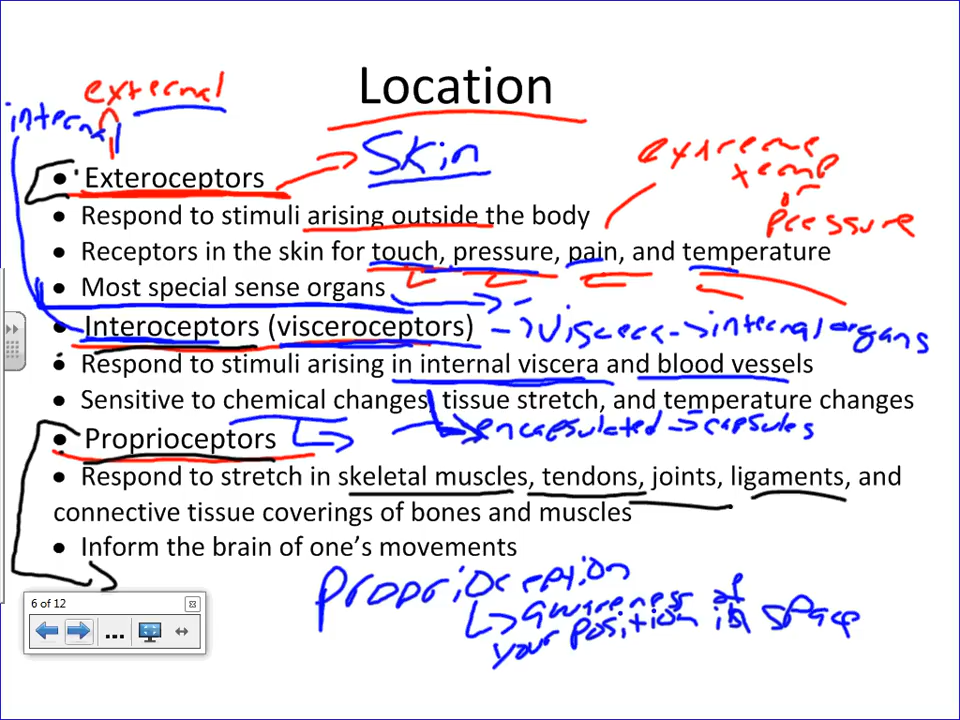 Location
external
internal
Skin
extreme
temp
or
pressure
• Exteroceptors
• Respond to stimuli arising outside the body
• Receptors in the skin for touch, pressure, pain, and temperature
• Most special sense organs
• Interoceptors (visceroceptors) → viscera → internal organs
• Respond to stimuli arising in internal viscera and blood vessels
• Sensitive to chemical changes, tissue stretch, and temperature changes
encapsulated → capsules
• Proprioceptors
• Respond to stretch in skeletal muscles, tendons, joints, ligaments, and
connective tissue coverings of bones and muscles
• Inform the brain of one's movements
proprioception
awareness of
your position in space
6 of 12
...